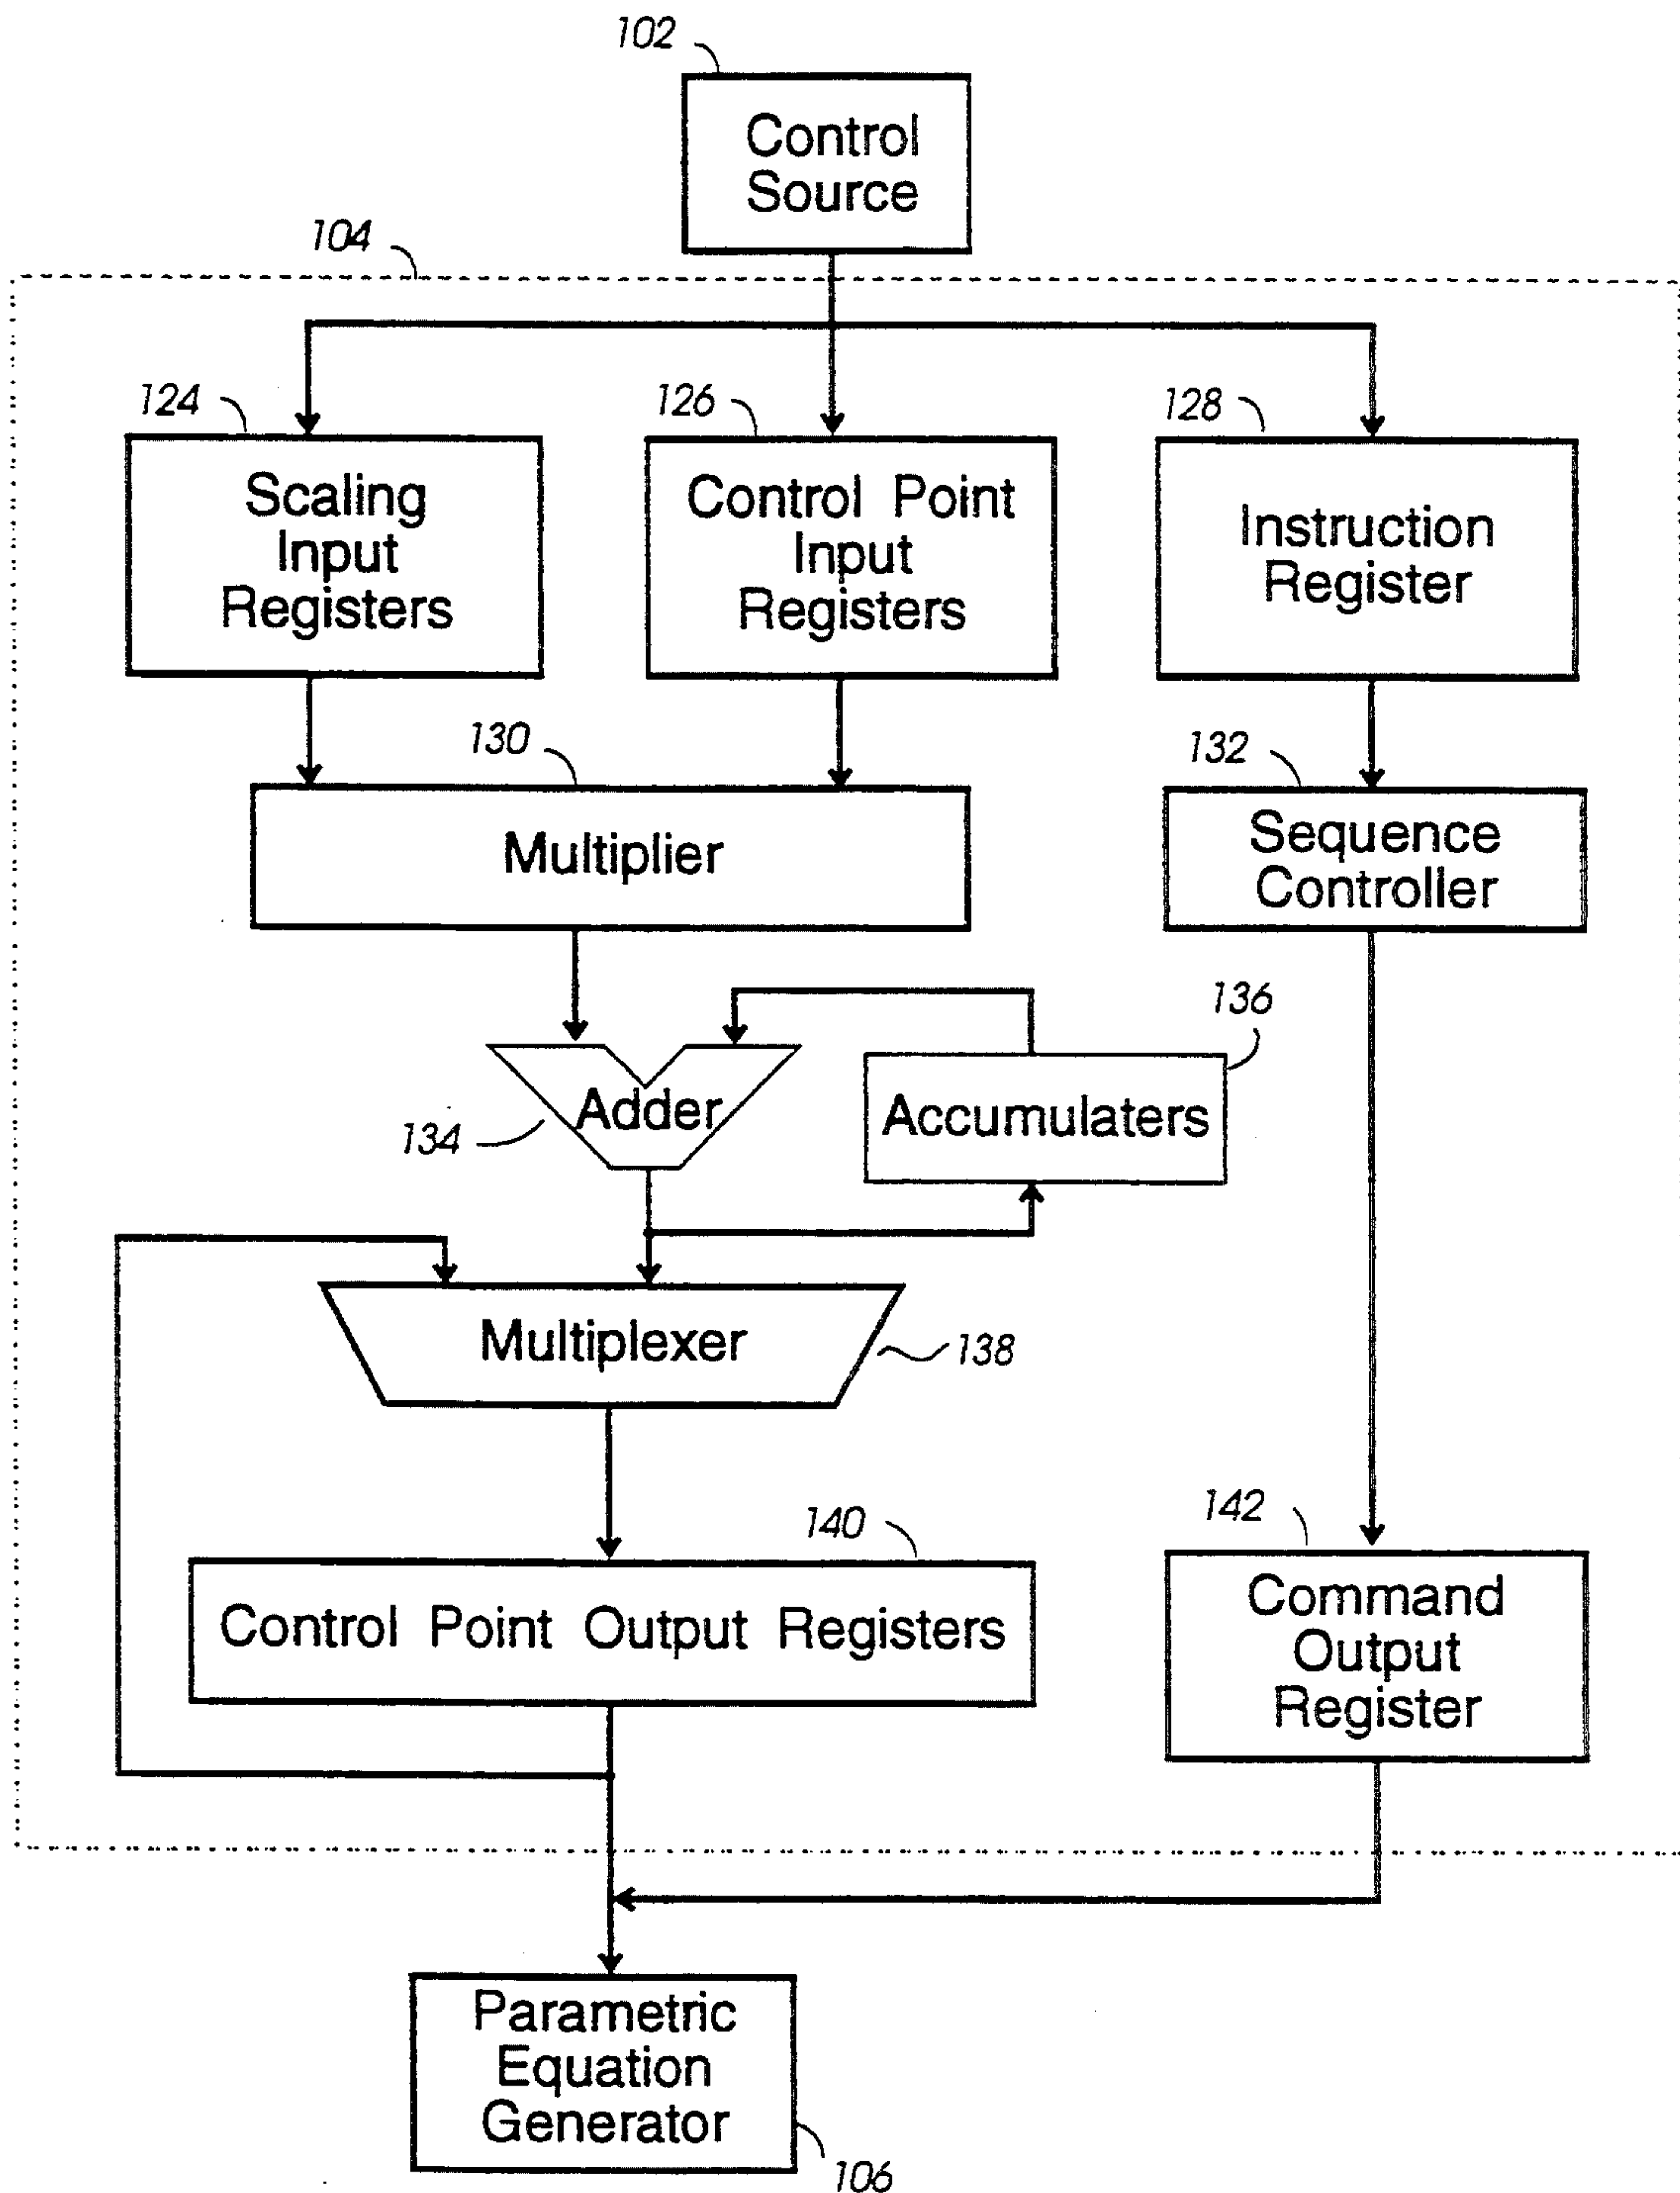 102
Control
Source
104
124
126
128
Scaling
Input
Registers
Control Point
Input
Registers
Instruction
Register
130
132
Multiplier
Sequence
Controller
136
Adder
134
Accumulaters
Multiplexer
138
140
142
Control Point Output Registers
Command
Output
Register
Parametric
Equation
Generator
106